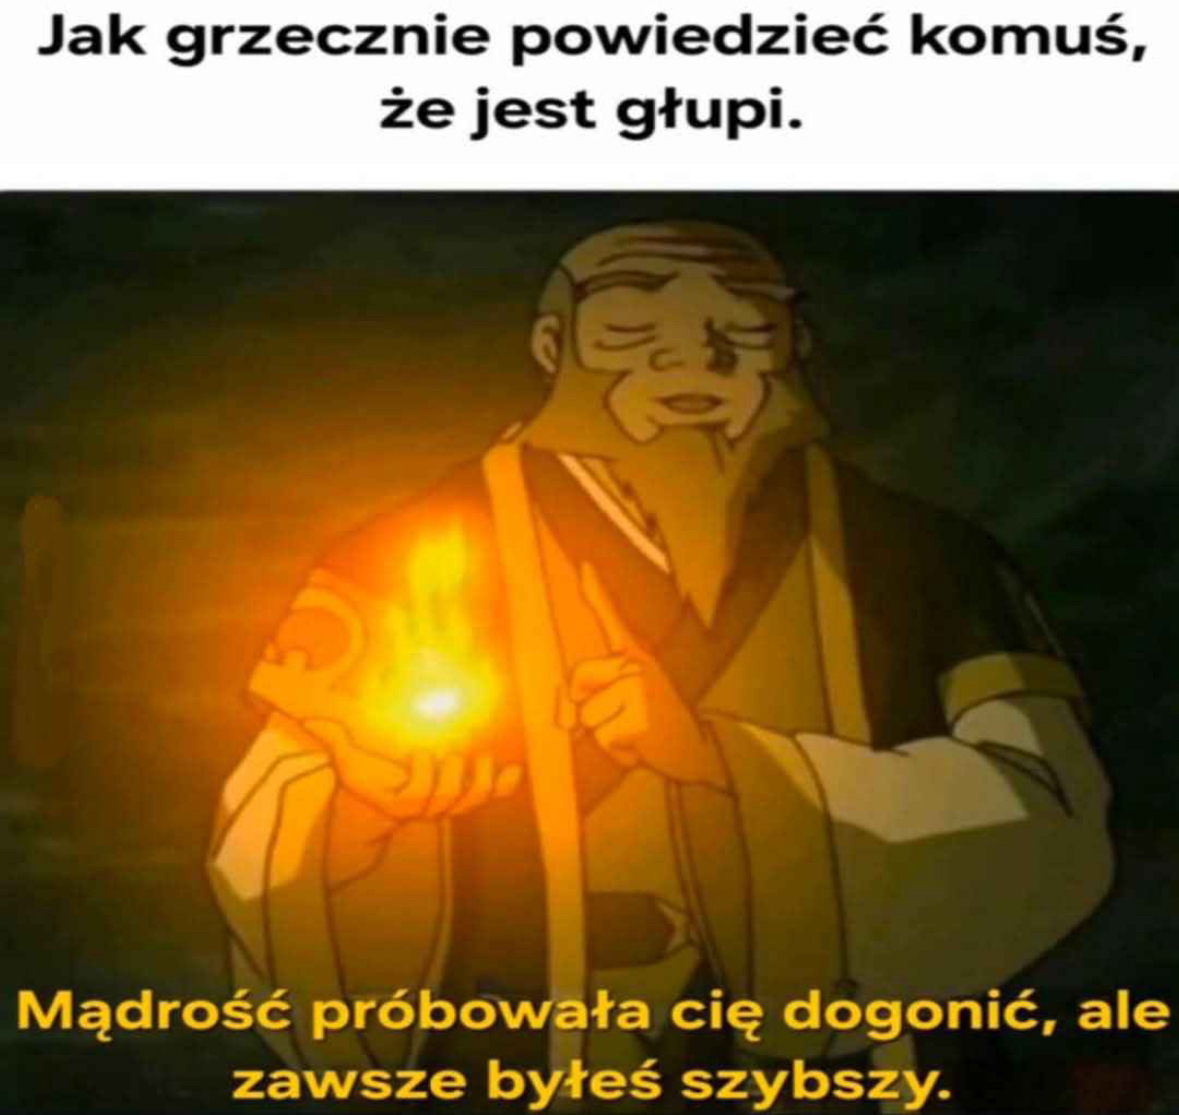 Jak grzecznie powiedzieć komuś,
że jest głupi.
Mądrość próbowała cię dogonić, ale
zawsze byłeś szybszy.